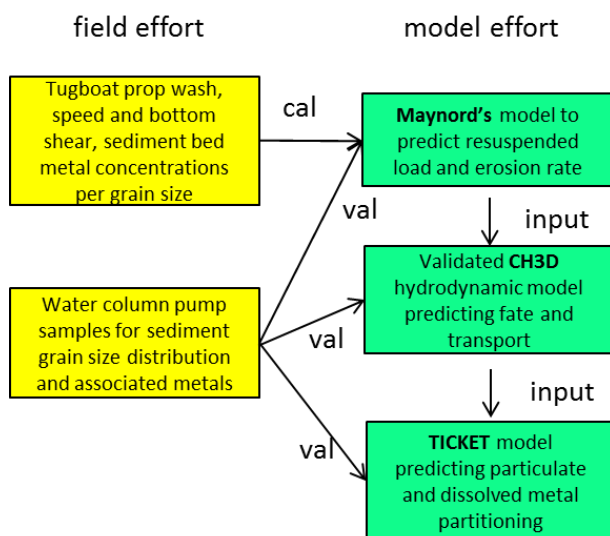 field effort
model effort
Tugboat prop wash,
speed and bottom
shear, sediment bed
metal concentrations
per grain size
cal
Maynord's model to
predict resuspended
load and erosion rate
val
input
Water column pump
samples for sediment
grain size distribution
and associated metals
val
Validated CH3D
hydrodynamic model
predicting fate and
transport
input
val
TICKET model
predicting particulate
and dissolved metal
partitioning